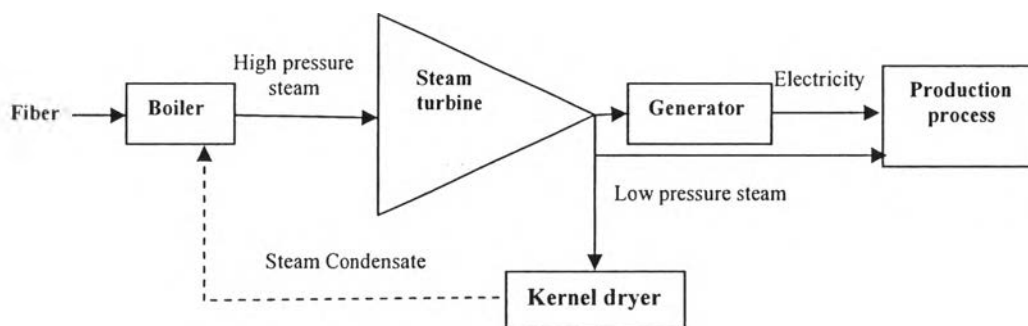 High pressure
steam
Steam
turbine
Electricity
Production
process
Fiber
Boiler
Generator
Low pressure steam
Steam Condensate
Kernel dryer